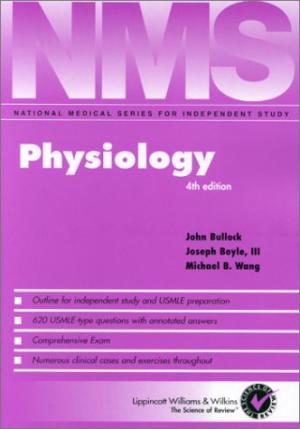 NMS
NATIONAL MEDICAL SERIES FOR INDEPENDENT STUDY
Physiology
4th edition
John Bullock
Joseph Boyle, III
Michael B. Wang
Outline for independent study and USMLE preparation
620 USMLE-type questions with annotated answers
Comprehensive Exam
Numerous clinical cases and exercises throughout
Lippincott Williams & Wilkins
The Science of Review™